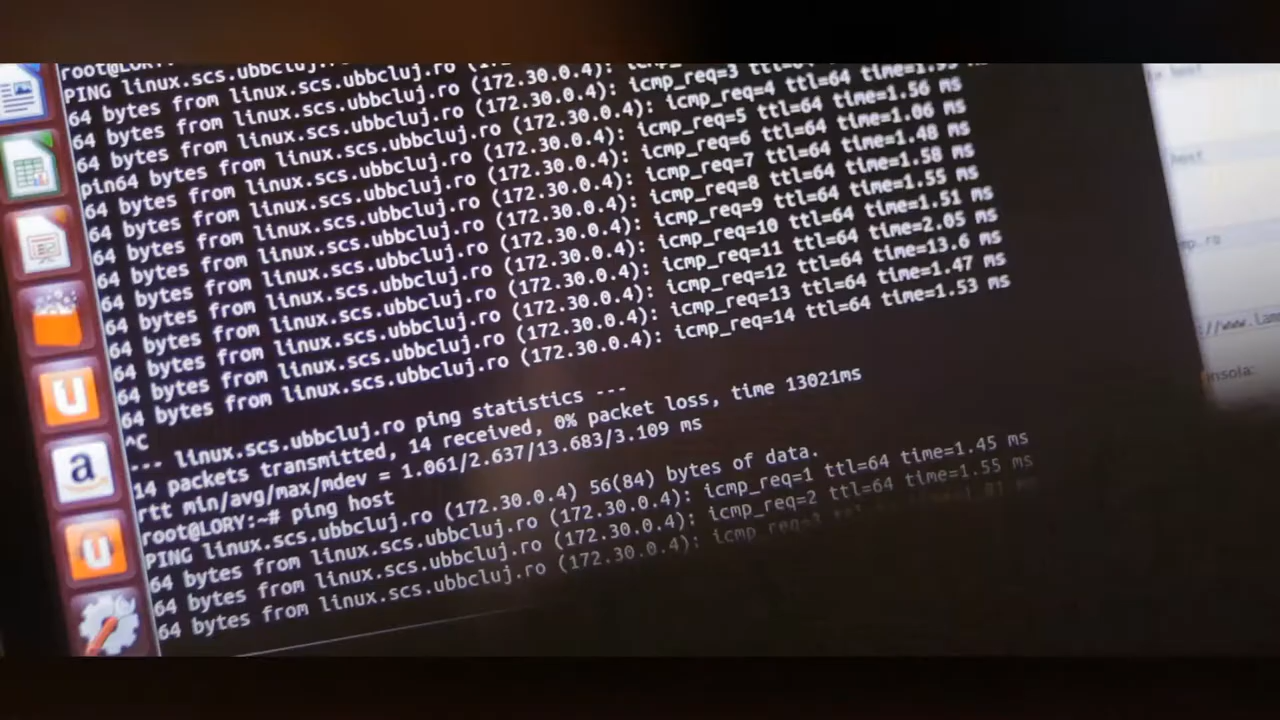 root@LORY:
PING linux.scs.ubbcluj.ro
64 bytes from linux.scs.ubbcluj.ro
64 bytes from linux.scs.ubbcluj.ro (172.30.0.4):
64 bytes from linux.scs.ubbcluj.ro (172.30.0.4): icmp_req=3
pin64 bytes from linux.scs.ubbcluj.ro (172.30.0.4): icmp_req=4 ttl=64
64 bytes from linux.scs.ubbcluj.ro (172.30.0.4): icmp_req=5 ttl=64 time=1.56 ms
64 bytes from linux.scs.ubbcluj.ro (172.30.0.4): icmp_req=6 ttl=64 time=1.06 ms
64 bytes from linux.scs.ubbcluj.ro (172.30.0.4): icmp_req=7 ttl=64 time=1.48 ms
64 bytes from linux.scs.ubbcluj.ro (172.30.0.4): icmp_req=8 ttl=64 time=1.58 ms
64 bytes from linux.scs.ubbcluj.ro (172.30.0.4): icmp_req=9 ttl=64 time=1.55 ms
64 bytes from linux.scs.ubbcluj.ro (172.30.0.4): icmp_req=10 ttl=64 time=1.51 ms
64 bytes from linux.scs.ubbcluj.ro (172.30.0.4): icmp_req=11 ttl=64 time=2.05 ms
64 bytes from linux.scs.ubbcluj.ro (172.30.0.4): icmp_req=12 ttl=64 time=13.6 ms
64 bytes from linux.scs.ubbcluj.ro (172.30.0.4): icmp_req=13 ttl=64 time=1.47 ms
64 bytes from linux.scs.ubbcluj.ro (172.30.0.4): icmp_req=14 ttl=64 time=1.53 ms
^C
--- linux.scs.ubbcluj.ro ping statistics ---
14 packets transmitted, 14 received, 0% packet loss, time 13021ms
rtt min/avg/max/mdev = 1.061/2.637/13.683/3.109 ms
root@LORY:~# ping host
PING linux.scs.ubbcluj.ro (172.30.0.4) 56(84) bytes of data.
64 bytes from linux.scs.ubbcluj.ro (172.30.0.4): icmp_req=1 ttl=64 time=1.45 ms
64 bytes from linux.scs.ubbcluj.ro (172.30.0.4): icmp_req=2 ttl=64 time=1.55 ms
64 bytes from linux.scs.ubbcluj.ro (172.30.0.4): icmp_req=3
host
://www.